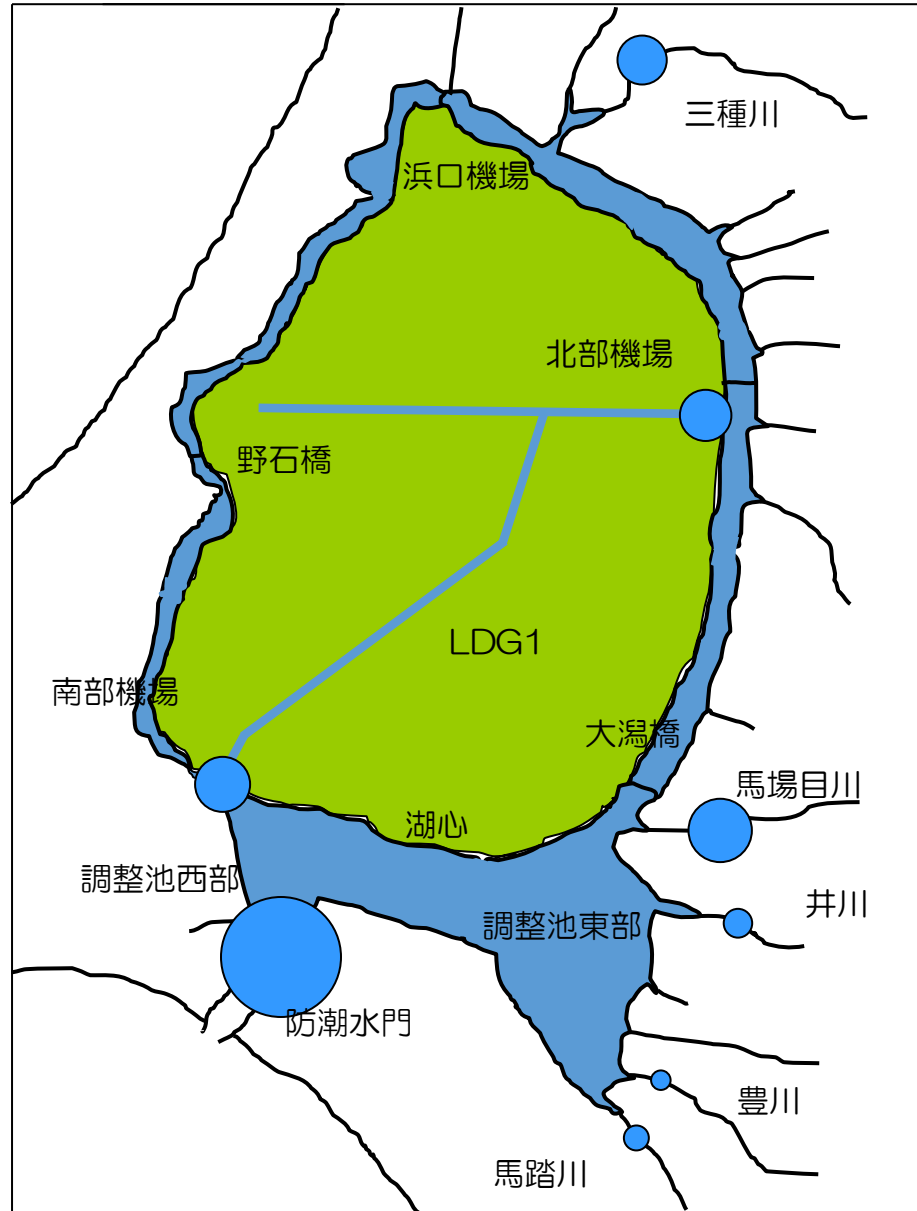 三種川
浜口機場
北部機場
野石橋
LDG1
南部機場
大潟橋
馬場目川
湖心
調整池西部
井川
調整池東部
防潮水門
豊川
馬踏川